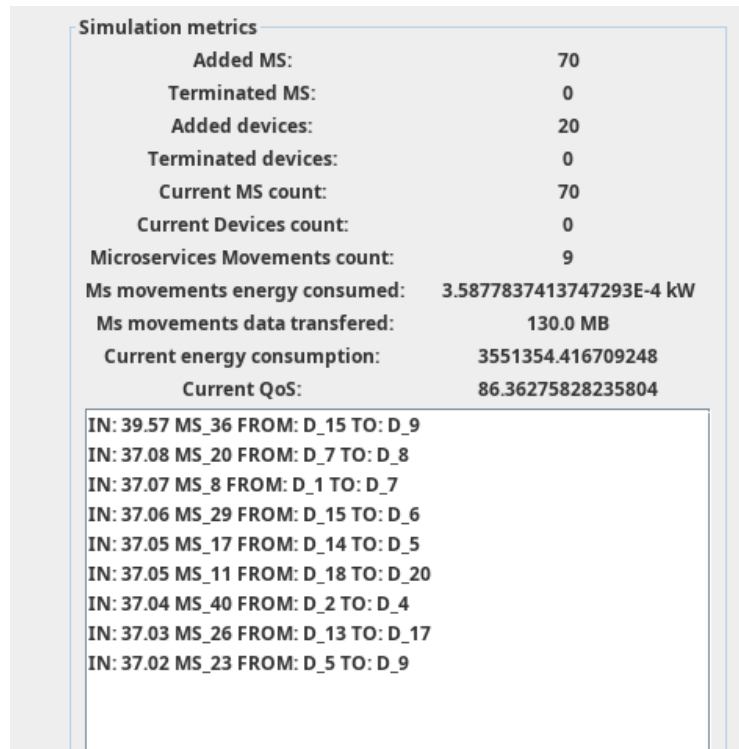 Simulation metrics
Added MS: 70
Terminated MS: 0
Added devices: 20
Terminated devices: 0
Current MS count: 70
Current Devices count: 0
Microservices Movements count: 9
Ms movements energy consumed: 3.5877837413747293E-4 kW
Ms movements data transfered: 130.0 MB
Current energy consumption: 3551354.416709248
Current QoS: 86.36275828235804
IN: 39.57 MS_36 FROM: D_15 TO: D_9
IN: 37.08 MS_20 FROM: D_7 TO: D_8
IN: 37.07 MS_8 FROM: D_1 TO: D_7
IN: 37.06 MS_29 FROM: D_15 TO: D_6
IN: 37.05 MS_17 FROM: D_14 TO: D_5
IN: 37.05 MS_11 FROM: D_18 TO: D_20
IN: 37.04 MS_40 FROM: D_2 TO: D_4
IN: 37.03 MS_26 FROM: D_13 TO: D_17
IN: 37.02 MS_23 FROM: D_5 TO: D_9